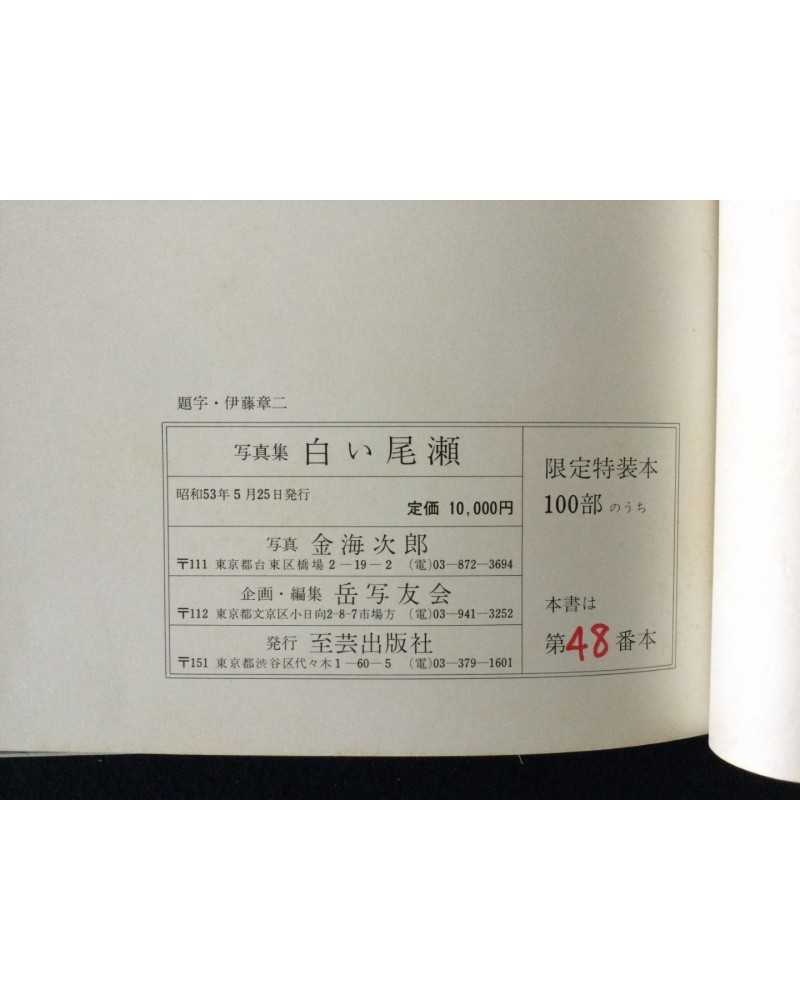 題字・伊藤章二
写真集 白い尾瀬
昭和53年5月25日発行
定価 10,000円
写真 金海次郎
〒111 東京都台東区橋場2―19―2 (電)03―872―3694
企画・編集 岳写友会
〒112 東京都文京区小日向2-8-7市場方 (電)03―941―3252
発行 至芸出版社
〒151 東京都渋谷区代々木1―60―5 (電)03―379―1601
限定特装本
100部のうち
本書は
第48番本